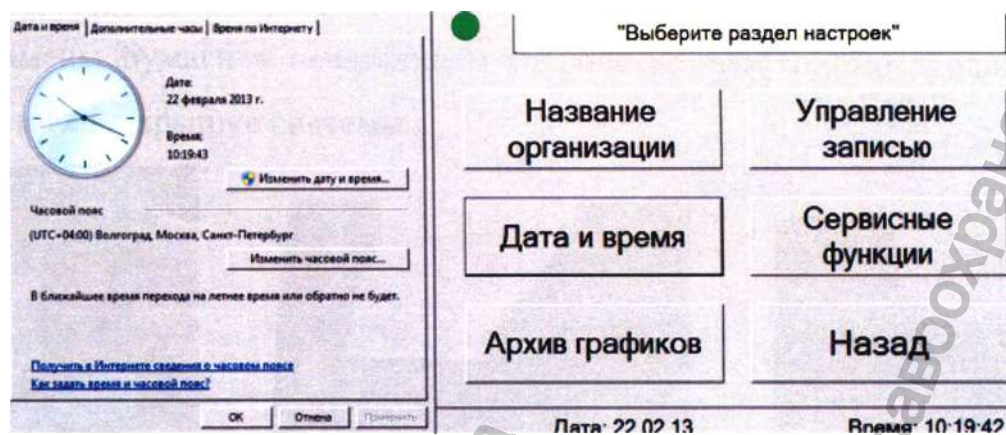 Дата и время
Дополнительные часы
Время по Интернету
Дата:
22 февраля 2013 г.
Время:
10:19:43
Изменить дату и время...
Часовой пояс
(UTC+04:00) Волгоград, Москва, Санкт-Петербург
Изменить часовой пояс...
В ближайшее время перехода на летнее время или обратно не будет.
Получить в Интернете сведения о часовом поясе
Как задать время и часовой пояс?
ОК
Отмена
Применить
"Выберите раздел настроек"
Название
организации
Управление
записью
Дата и время
Сервисные
функции
Архив графиков
Назад
Дата: 22.02.13
Время: 10:19:42